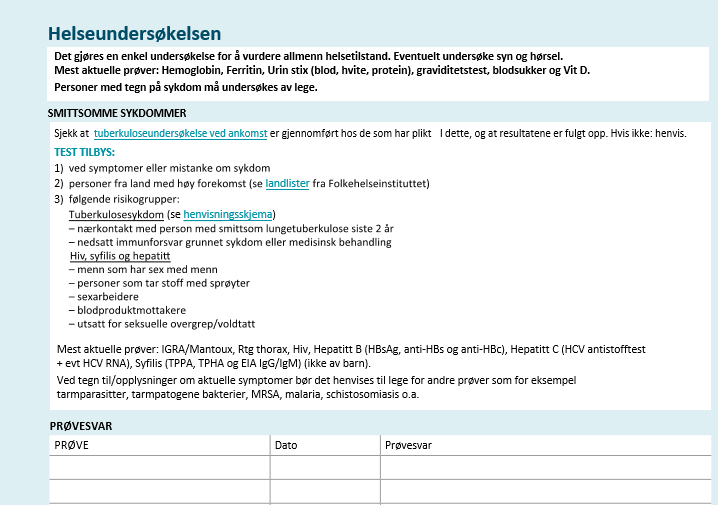 Helseundersøkelsen
Det gjøres en enkel undersøkelse for å vurdere allmenn helsetilstand. Eventuelt undersøke syn og hørsel.
Mest aktuelle prøver: Hemoglobin, Ferritin, Urin stix (blod, hvite, protein), graviditetstest, blodsukker og Vit D.
Personer med tegn på sykdom må undersøkes av lege.
SMITTSOMME SYKDOMMER
Sjekk at tuberkuloseundersøkelse ved ankomst er gjennomført hos de som har plikt I dette, og at resultatene er fulgt opp. Hvis ikke: henvis.
TEST TILBYS:
1) ved symptomer eller mistanke om sykdom
2) personer fra land med høy forekomst (se landlister fra Folkehelseinstituttet)
3) følgende risikogrupper:
Tuberkulosesykdom (se henvisningsskjema)
– nærkontakt med person med smittsom lungetuberkulose siste 2 år
– nedsatt immunforsvar grunnet sykdom eller medisinsk behandling
Hiv, syfilis og hepatitt
– menn som har sex med menn
– personer som tar stoff med sprøyter
– sexarbeidere
– blodproduktmottakere
– utsatt for seksuelle overgrep/voldtatt
Mest aktuelle prøver: IGRA/Mantoux, Rtg thorax, Hiv, Hepatitt B (HBsAg, anti-HBs og anti-HBc), Hepatitt C (HCV antistofftest
+ evt HCV RNA), Syfilis (TPPA, TPHA og EIA IgG/IgM) (ikke av barn).
Ved tegn til/opplysninger om aktuelle symptomer bør det henvises til lege for andre prøver som for eksempel
tarmparasitter, tarmpatogene bakterier, MRSA, malaria, schistosomiasis o.a.
PRØVESVAR
PRØVE Dato Prøvesvar